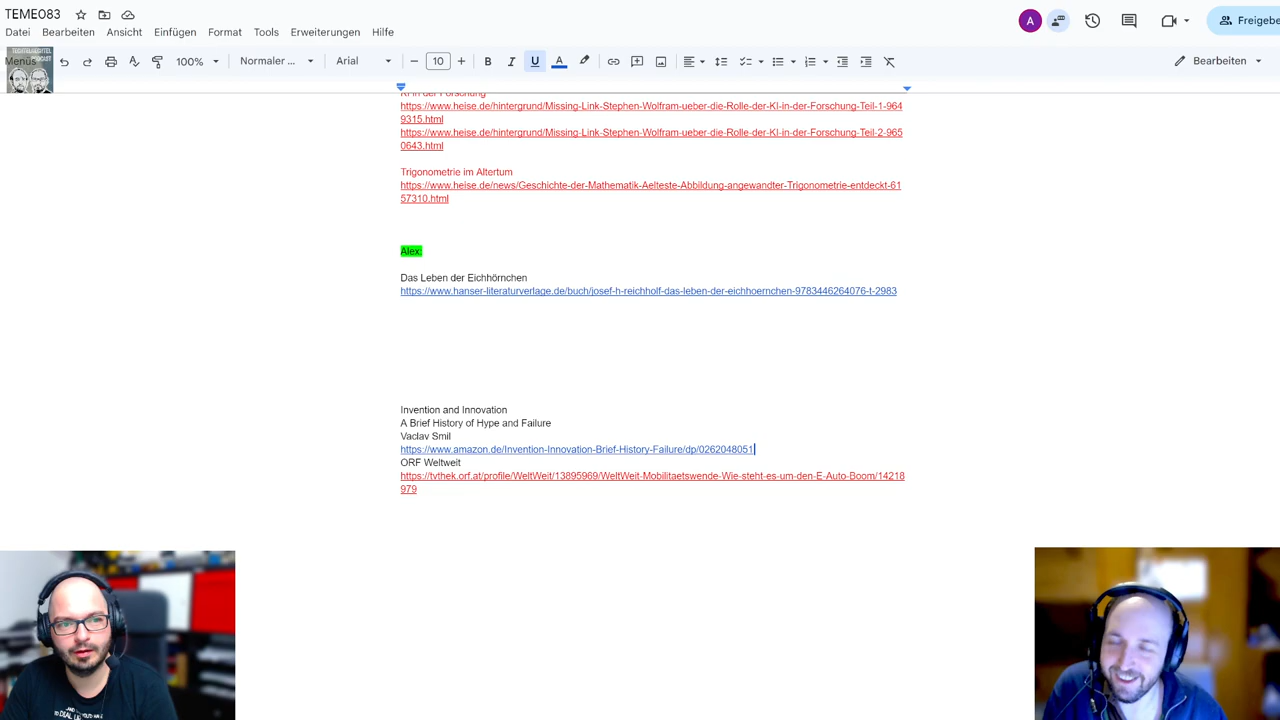 TEME083
Datei Bearbeiten Ansicht Einfügen Format Tools Erweiterungen Hilfe
A
Freigebe
Menüs
100% Normaler ... Arial 10 B I U A
Bearbeiten
KI in der Forschung
https://www.heise.de/hintergrund/Missing-Link-Stephen-Wolfram-ueber-die-Rolle-der-KI-in-der-Forschung-Teil-1-964
9315.html
https://www.heise.de/hintergrund/Missing-Link-Stephen-Wolfram-ueber-die-Rolle-der-KI-in-der-Forschung-Teil-2-965
0643.html
Trigonometrie im Altertum
https://www.heise.de/news/Geschichte-der-Mathematik-Aelteste-Abbildung-angewandter-Trigonometrie-entdeckt-61
57310.html
Alex:
Das Leben der Eichhörnchen
https://www.hanser-literaturverlage.de/buch/josef-h-reichholf-das-leben-der-eichhoernchen-9783446264076-t-2983
Invention and Innovation
A Brief History of Hype and Failure
Vaclav Smil
https://www.amazon.de/Invention-Innovation-Brief-History-Failure/dp/0262048051
ORF Weltweit
https://tvthek.orf.at/profile/WeltWeit/13895969/WeltWeit-Mobilitaetswende-Wie-steht-es-um-den-E-Auto-Boom/14218
979